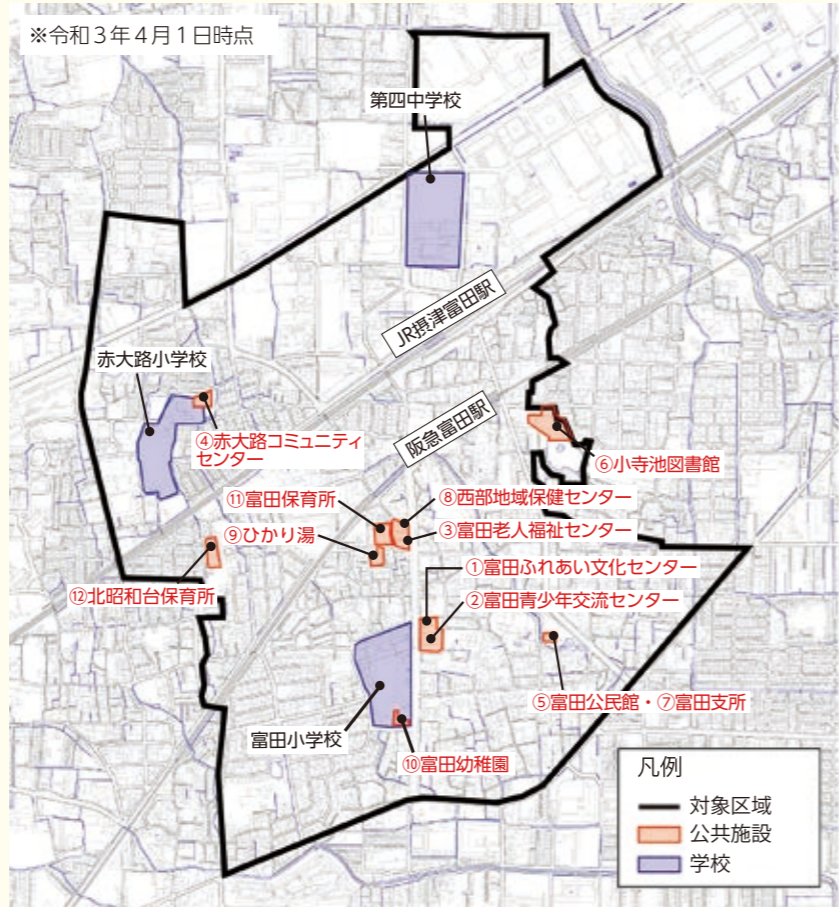 ※令和3年4月1日時点
第四中学校
JR摂津富田駅
赤大路小学校
阪急富田駅
④赤大路コミュニティ
センター
⑥小寺池図書館
⑪富田保育所
⑧西部地域保健センター
⑨ひかり湯
③富田老人福祉センター
①富田ふれあい文化センター
⑫北昭和台保育所
②富田青少年交流センター
⑤富田公民館・⑦富田支所
富田小学校
⑩富田幼稚園
凡例
対象区域
公共施設
学校